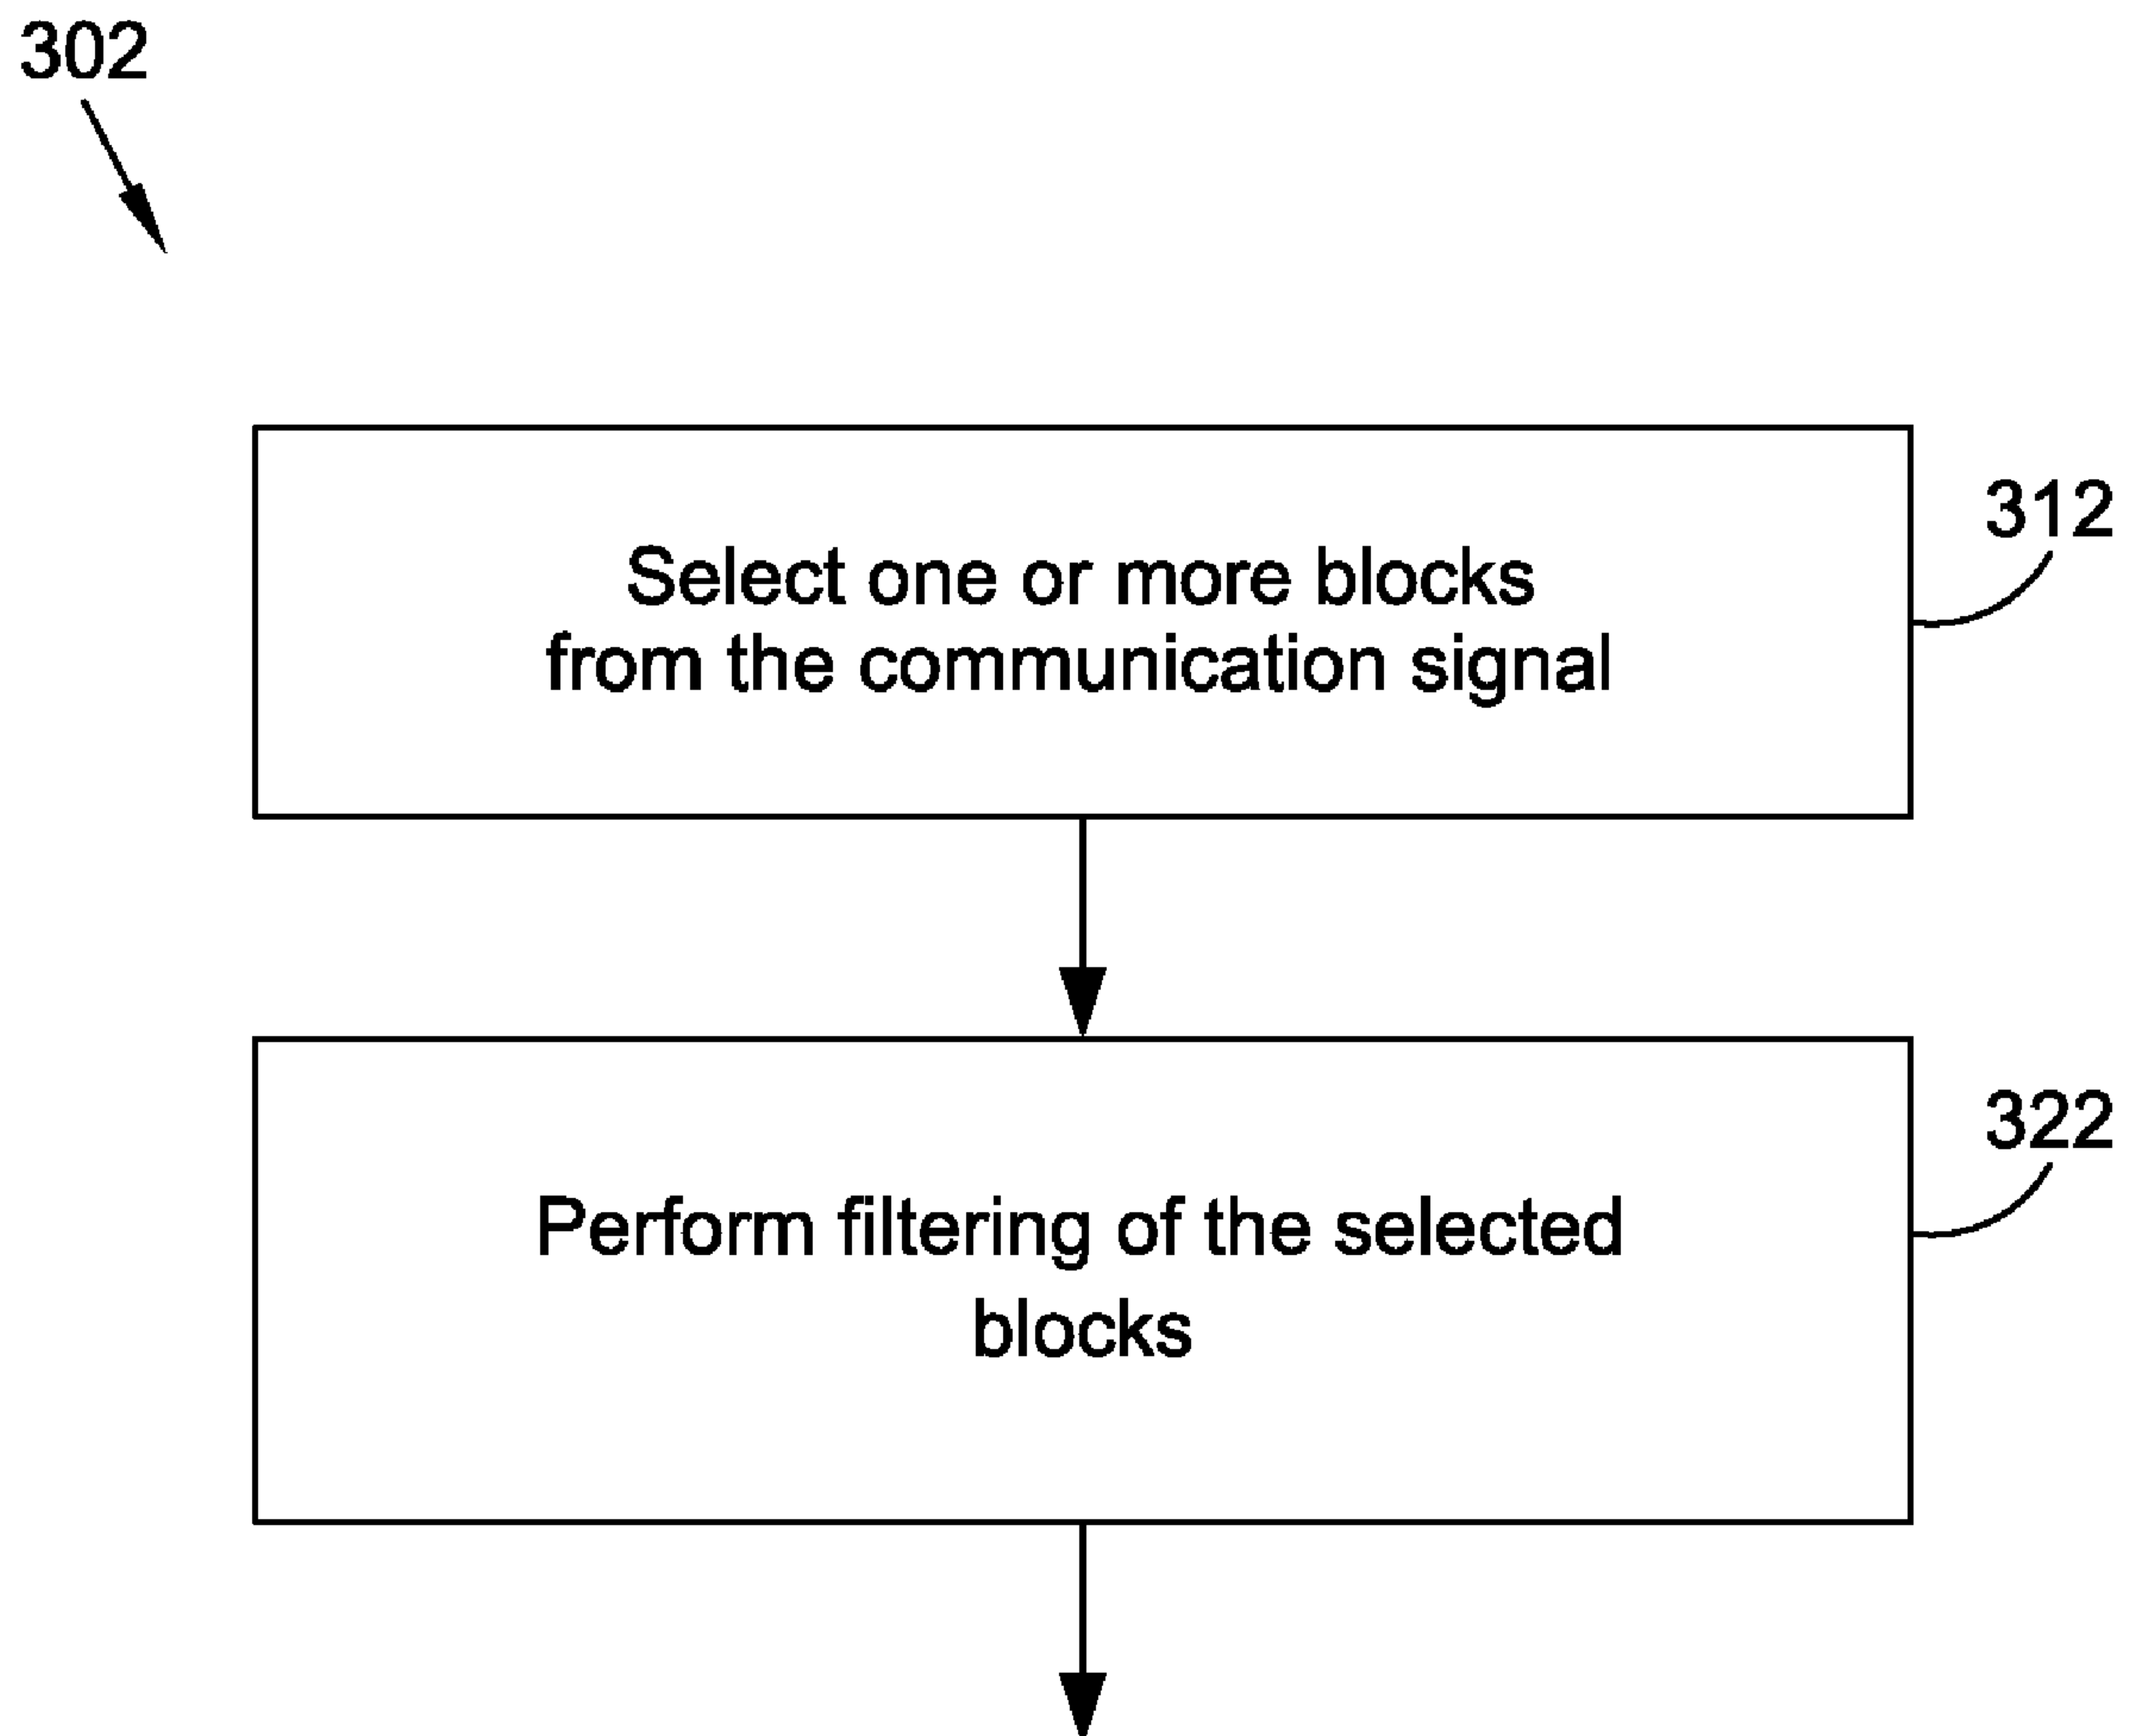 302
312
Select one or more blocks
from the communication signal
322
Perform filtering of the selected
blocks